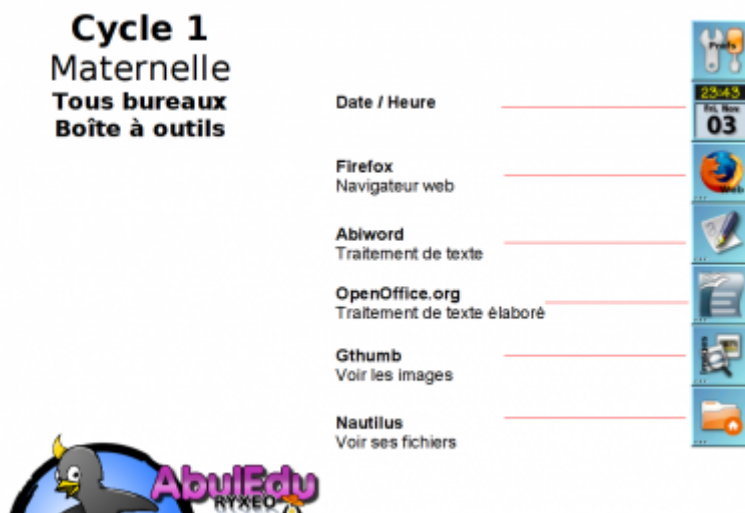 Cycle 1
Maternelle
Tous bureaux
Boîte à outils
Prefs
Date / Heure
23:43
Fri, Nov
03
Firefox
Navigateur web
Web
Abiword
Traitement de texte
OpenOffice.org
Traitement de texte élaboré
Gthumb
Voir les images
Nautilus
Voir ses fichiers
AbulEdu
RYXEO